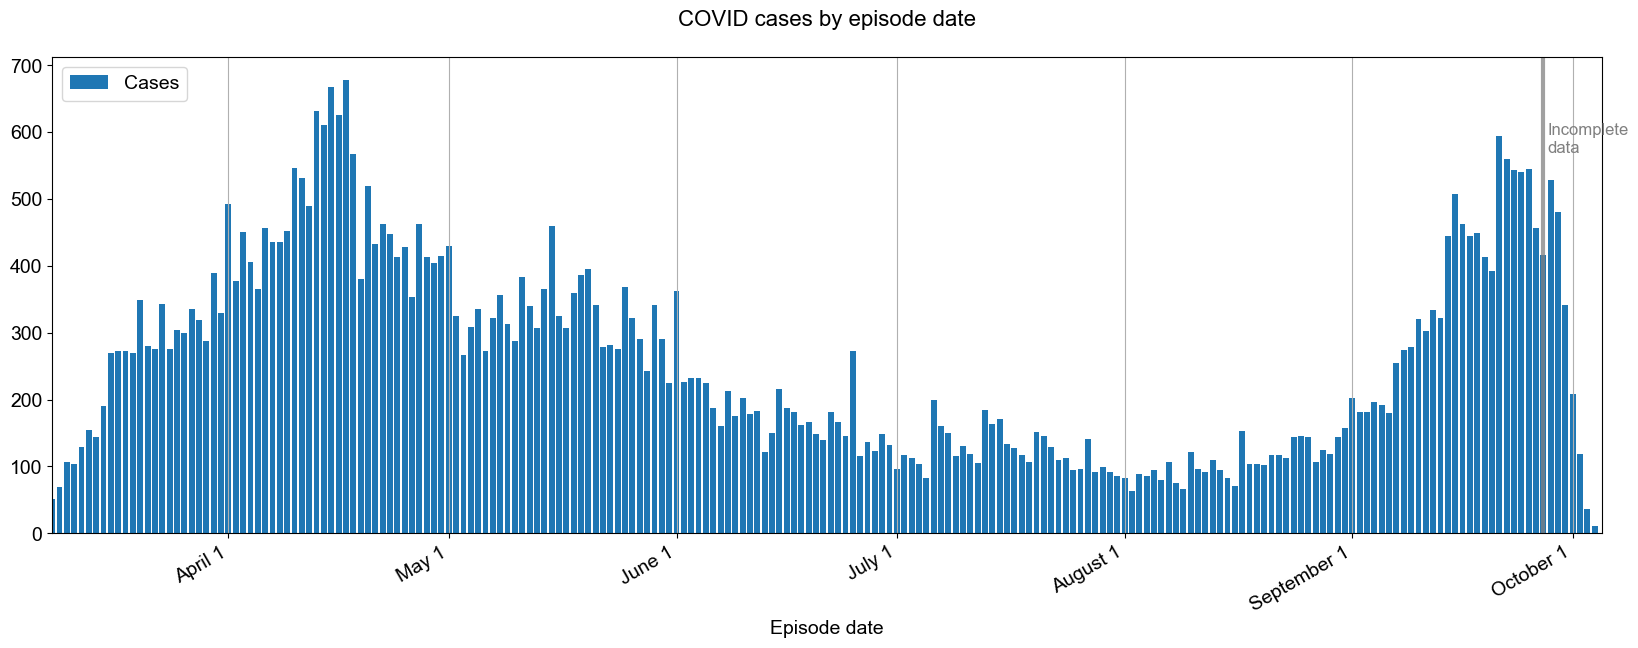 COVID cases by episode date
700
Cases
600
Incomplete
data
500
400
300
200
100
0
April 1
May 1
June 1
July 1
August 1
September 1
October 1
Episode date